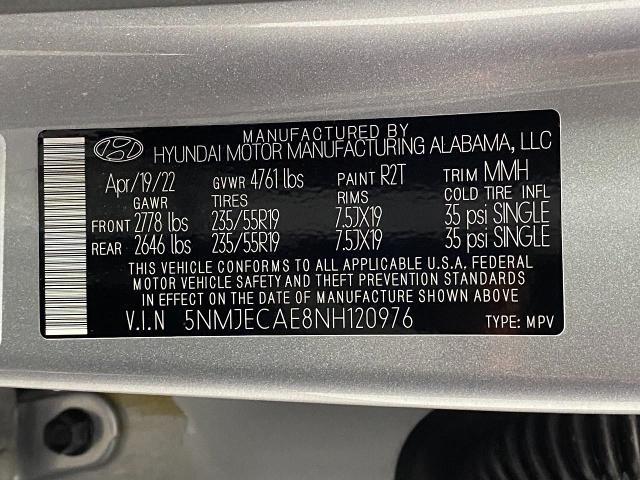 MANUFACTURED BY
HYUNDAI MOTOR MANUFACTURING ALABAMA, LLC
Apr/19/22 GVWR 4761 lbs PAINT R2T TRIM MMH
GAWR TIRES RIMS COLD TIRE INFL
FRONT 2778 lbs 235/55R19 7.5JX19 35 psi SINGLE
REAR 2646 lbs 235/55R19 7.5JX19 35 psi SINGLE
THIS VEHICLE CONFORMS TO ALL APPLICABLE U.S.A. FEDERAL
MOTOR VEHICLE SAFETY AND THEFT PREVENTION STANDARDS
IN EFFECT ON THE DATE OF MANUFACTURE SHOWN ABOVE.
V.I.N 5NMJECAE8NH120976 TYPE: MPV